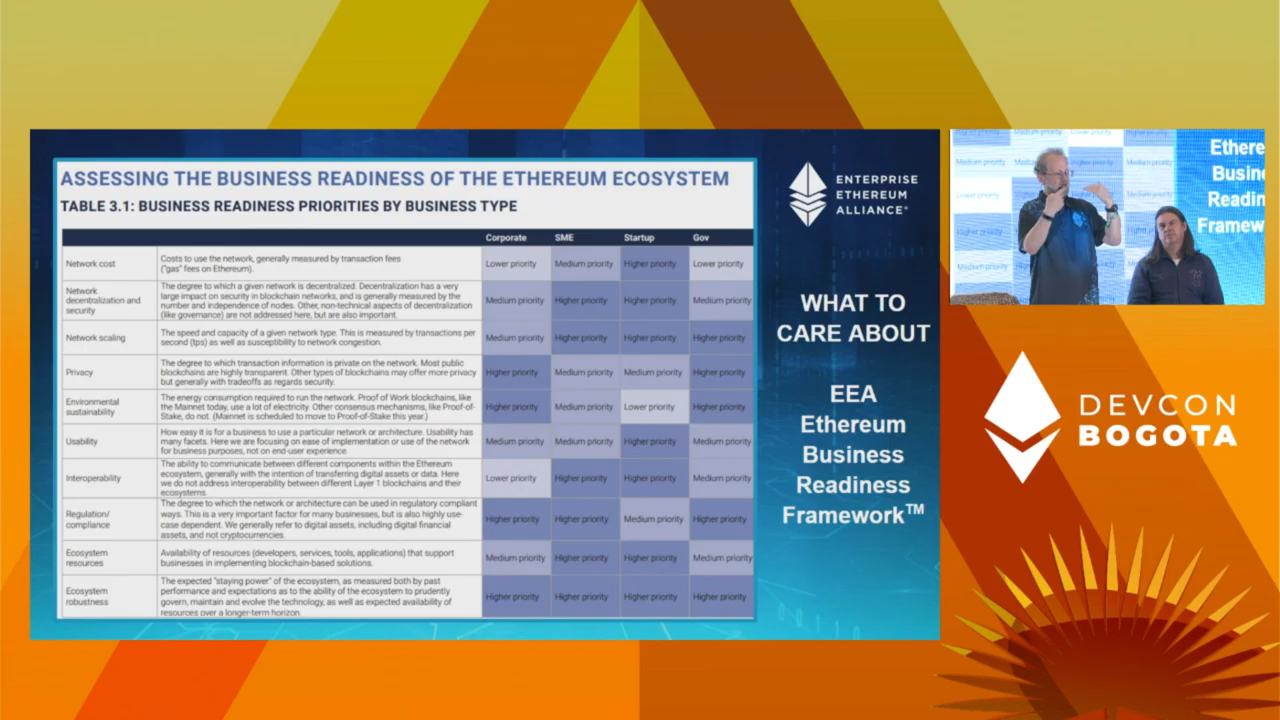 ASSESSING THE BUSINESS READINESS OF THE ETHEREUM ECOSYSTEM
TABLE 3.1: BUSINESS READINESS PRIORITIES BY BUSINESS TYPE
Corporate SME Startup Gov
Network cost
Costs to use the network, generally measured by transaction fees
("gas" fees on Ethereum).
Lower priority Medium priority Higher priority Lower priority
Network
decentralization and
security
The degree to which a given network is decentralized. Decentralization has a very
large impact on security in blockchain networks, and is generally measured by the
number and independence of nodes. Other, non-technical aspects of decentralization
(like governance) are not addressed here, but are also important.
Medium priority Higher priority Higher priority Medium priority
Network scaling
The speed and capacity of a given network type. This is measured by transactions per
second (tps) as well as susceptibility to network congestion.
Medium priority Higher priority Higher priority Higher priority
Privacy
The degree to which transaction information is private on the network. Most public
blockchains are highly transparent. Other types of blockchains may offer more privacy
but generally with tradeoffs as regards security.
Higher priority Medium priority Medium priority Higher priority
Environmental
sustainability
The energy consumption required to run the network. Proof of Work blockchains, like
the Mainnet today, use a lot of electricity. Other consensus mechanisms, like Proof-of-
Stake, do not. (Mainnet is scheduled to move to Proof-of-Stake this year.)
Higher priority Medium priority Lower priority Higher priority
Usability
How easy it is for a business to use a particular network or architecture. Usability has
many facets. Here we are focusing on ease of implementation or use of the network
for business purposes, not on end-user experience.
Medium priority Medium priority Higher priority Medium priority
Interoperability
The ability to communicate between different components within the Ethereum
ecosystem, generally with the intention of transferring digital assets or data. Here
we do not address interoperability between different Layer 1 blockchains and their
ecosystems.
Lower priority Higher priority Higher priority Medium priority
Regulation/
compliance
The degree to which the network or architecture can be used in regulatory compliant
ways. This is a very important factor for many businesses, but is also highly use-
case dependent. We generally refer to digital assets, including digital financial
assets, and not cryptocurrencies.
Higher priority Higher priority Medium priority Higher priority
Ecosystem
resources
Availability of resources (developers, services, tools, applications) that support
businesses in implementing blockchain-based solutions.
Medium priority Higher priority Higher priority Medium priority
Ecosystem
robustness
The expected "staying power" of the ecosystem, as measured both by past
performance and expectations as to the ability of the ecosystem to prudently
govern, maintain and evolve the technology, as well as expected availability of
resources over a longer-term horizon.
Higher priority Higher priority Higher priority Higher priority
ENTERPRISE
ETHEREUM
ALLIANCE®
WHAT TO
CARE ABOUT
EEA
Ethereum
Business
Readiness
Framework™
Medium priority
Medium priority
Lower priority
Higher priority
Medium priority
Ethere
Busin
Readin
Framew
DEVCON
BOGOTA